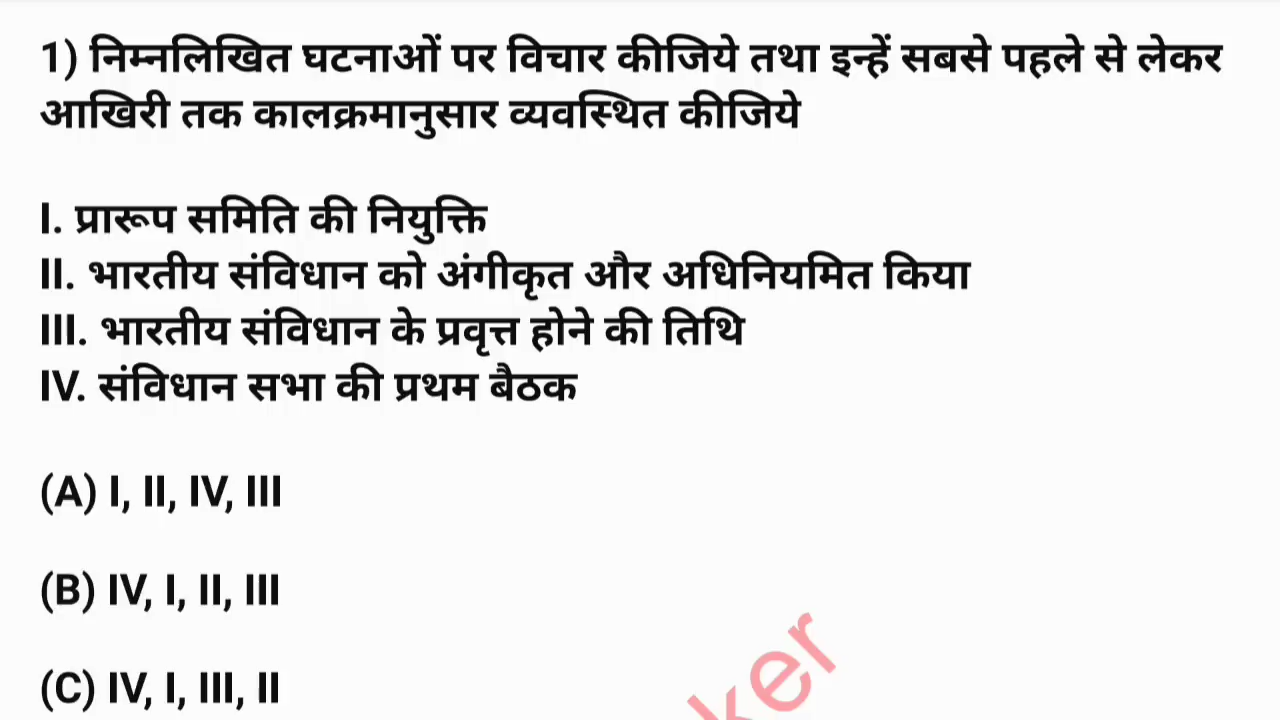 1) निम्नलिखित घटनाओं पर विचार कीजिये तथा इन्हें सबसे पहले से लेकर
आखिरी तक कालक्रमानुसार व्यवस्थित कीजिये
I. प्रारूप समिति की नियुक्ति
II. भारतीय संविधान को अंगीकृत और अधिनियमित किया
III. भारतीय संविधान के प्रवृत्त होने की तिथि
IV. संविधान सभा की प्रथम बैठक
(A) I, II, IV, III
(B) IV, I, II, III
(C) IV, I, III, II